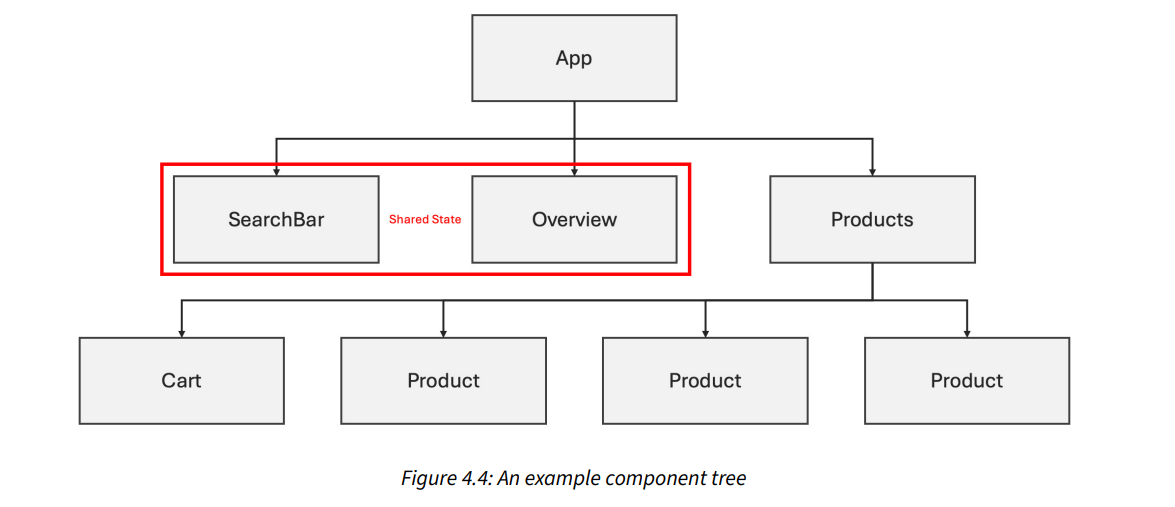 App
SearchBar
Shared State
Overview
Products
Cart
Product
Product
Product
Figure 4.4: An example component tree